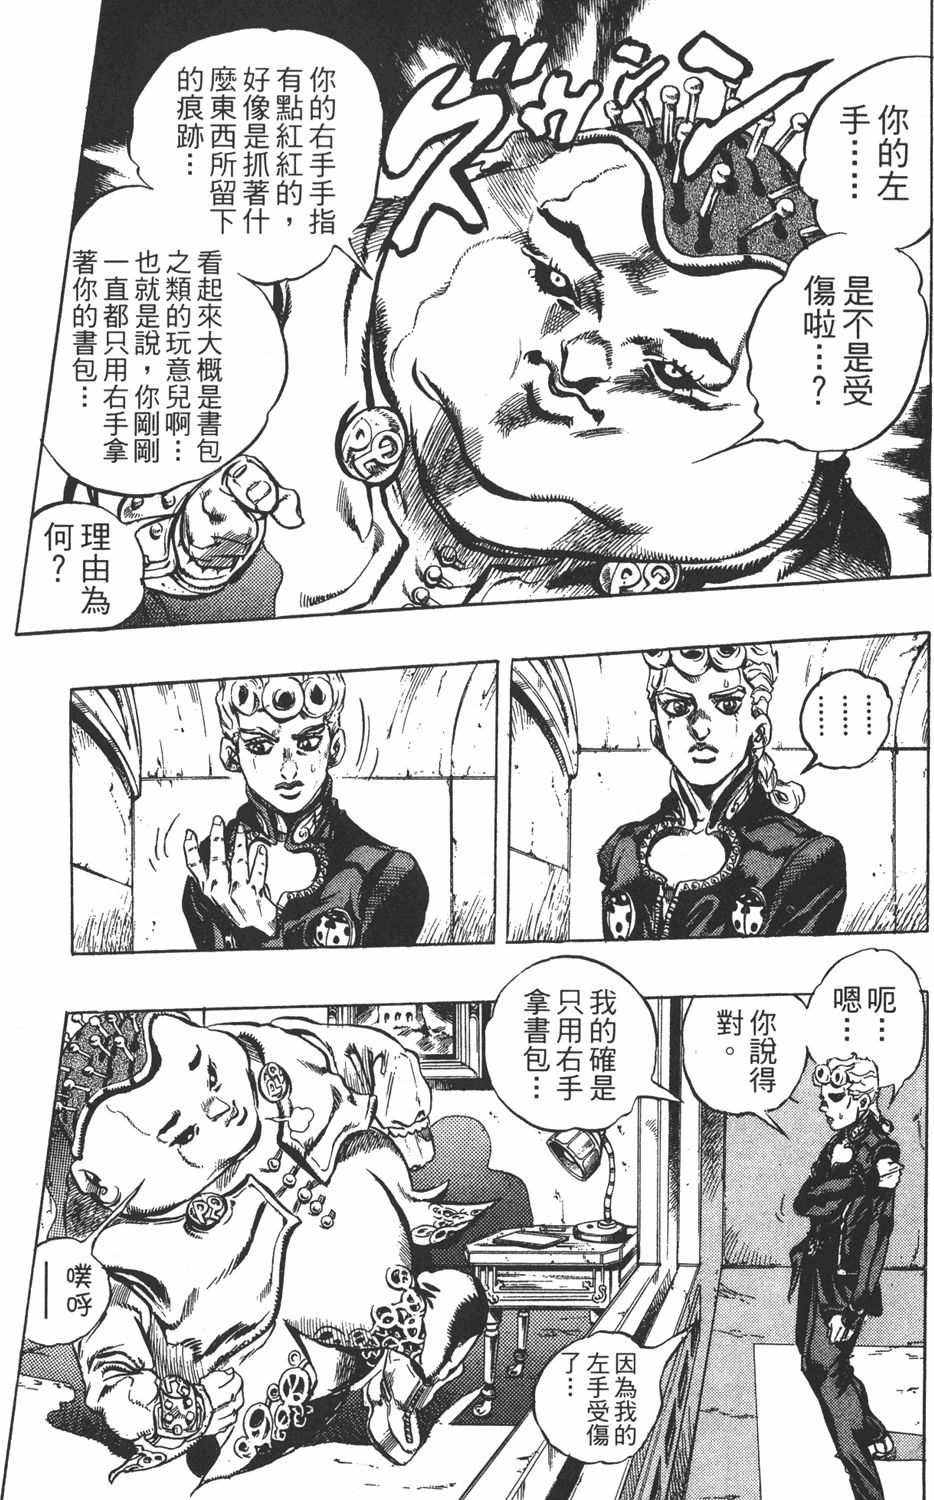 你的左
手⋯⋯
是不是受
傷啦⋯?
ズキュゥン
你的右手手指
有點紅紅的，
好像是抓著什
麼東西所留下
的痕跡⋯
看起來大概是書包
之類的玩意兒啊⋯
也就是說，你剛剛
一直都只用右手拿
著你的書包⋯
理由為
何?
⋯⋯
⋯⋯
呃⋯
嗯⋯
你說得
對。
我的確是
只用右手
拿書包⋯
因為我的
左手受傷
了⋯
噗呼
──